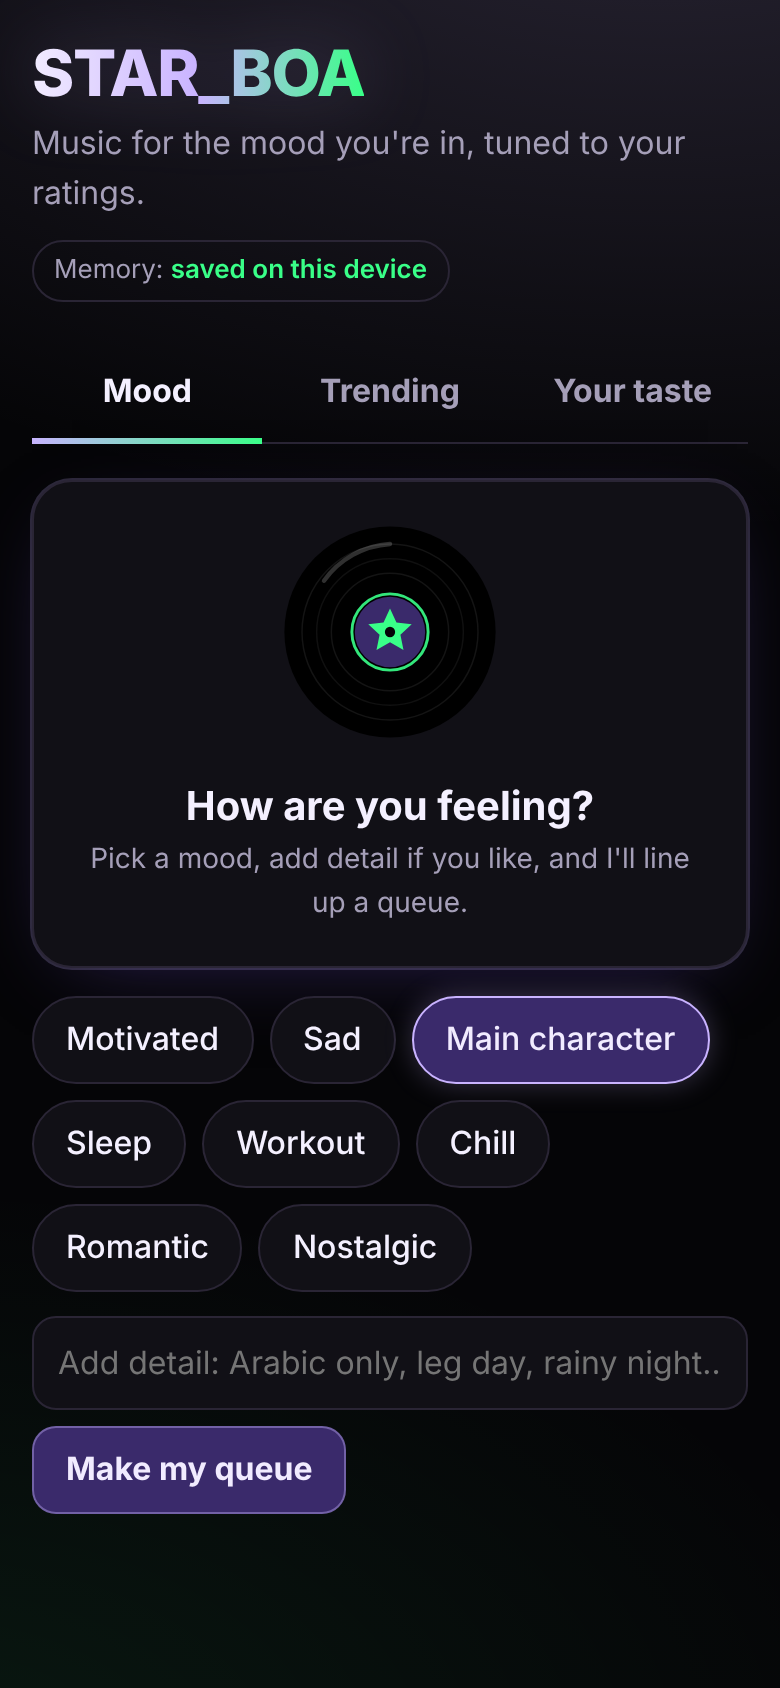 STAR_BOA
Music for the mood you're in, tuned to your
ratings.
Memory: saved on this device
Mood Trending Your taste
How are you feeling?
Pick a mood, add detail if you like, and I'll line
up a queue.
Motivated Sad Main character
Sleep Workout Chill
Romantic Nostalgic
Add detail: Arabic only, leg day, rainy night..
Make my queue